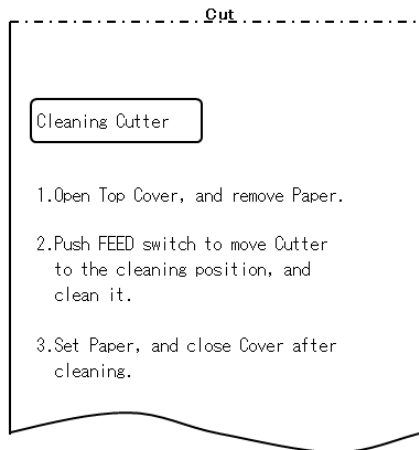 Cut
Cleaning Cutter
1.Open Top Cover, and remove Paper.
2.Push FEED switch to move Cutter
to the cleaning position, and
clean it.
3.Set Paper, and close Cover after
cleaning.